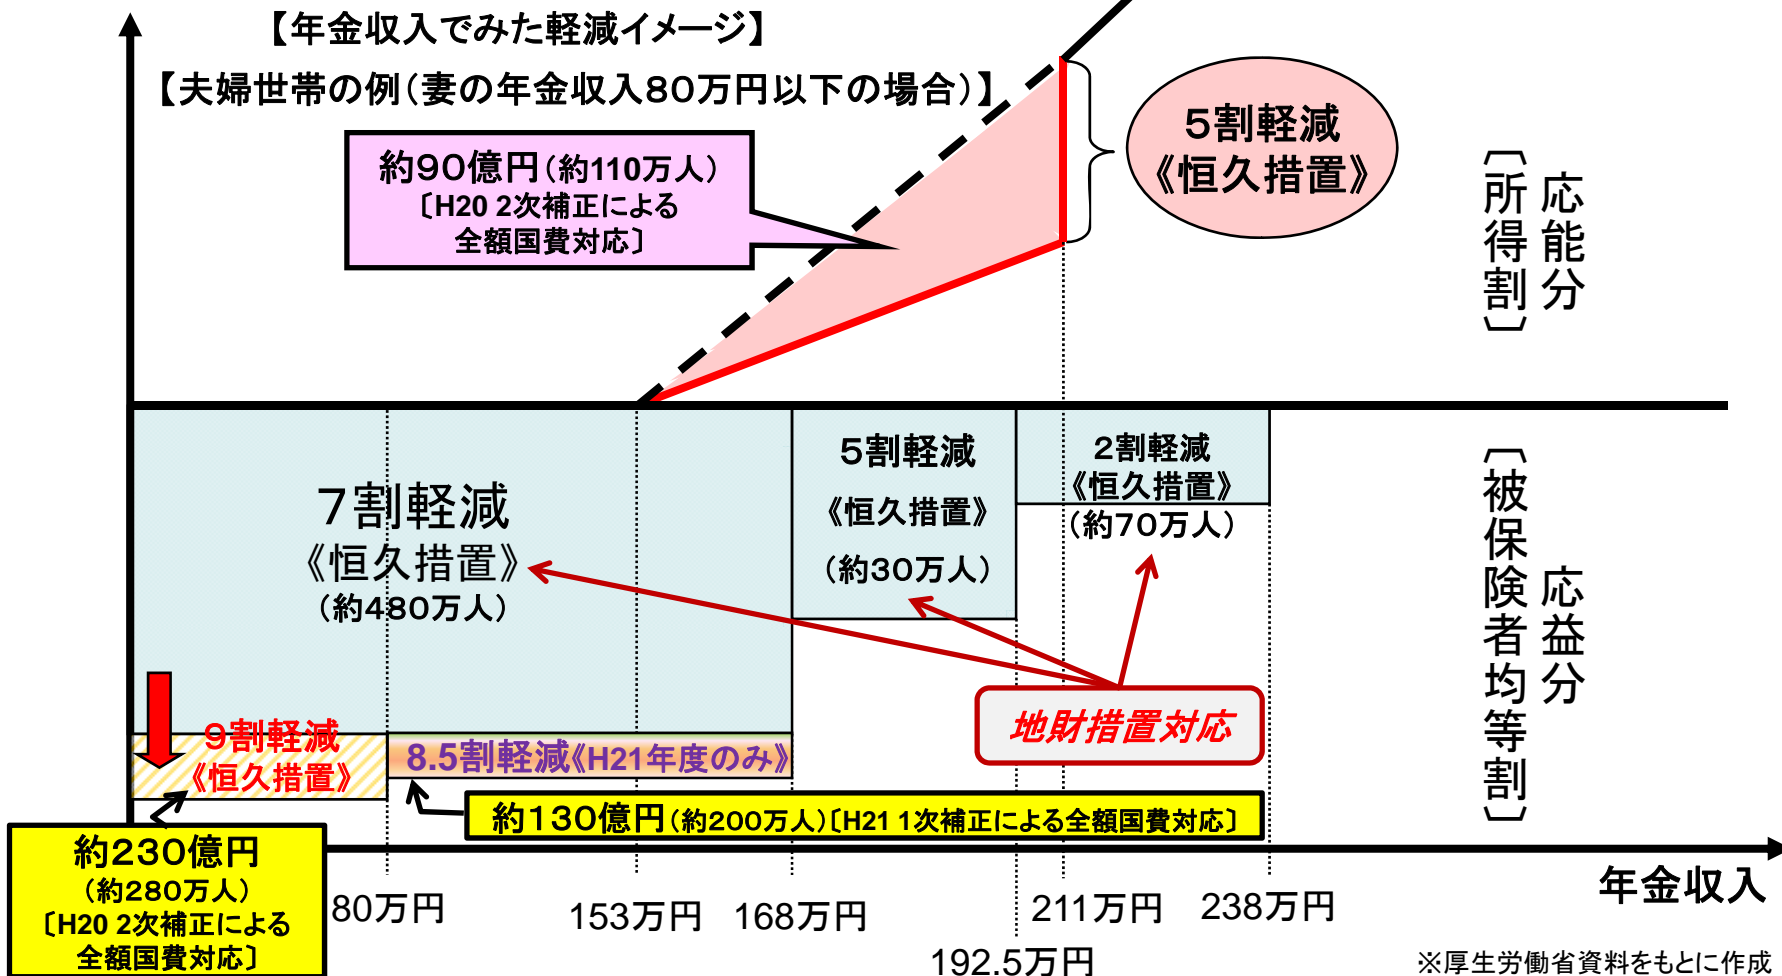 【年金収入でみた軽減イメージ】
【夫婦世帯の例（妻の年金収入80万円以下の場合）】
約90億円（約110万人）
〔H20 2次補正による
全額国費対応〕
5割軽減
《恒久措置》
応能分
〔所得割〕
7割軽減
《恒久措置》
（約480万人）
5割軽減
《恒久措置》
（約30万人）
2割軽減
《恒久措置》
（約70万人）
応益分
〔被保険者均等割〕
地財措置対応
9割軽減
《恒久措置》
8.5割軽減《H21年度のみ》
約130億円（約200万人）〔H21 1次補正による全額国費対応〕
約230億円
（約280万人）
〔H20 2次補正による
全額国費対応〕
80万円
153万円
168万円
192.5万円
211万円
238万円
年金収入
※厚生労働省資料をもとに作成